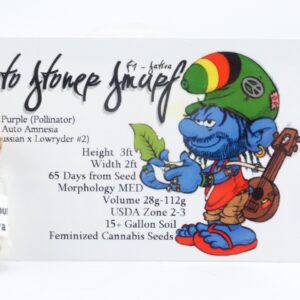 to Stoner Smurf
F1 - Sativa
Purple (Pollinator)
Auto Amnesia
ussian x Lowryder #2)
Height 3ft
Width 2ft
65 Days from Seed
Morphology MED
Volume 28g-112g
USDA Zone 2-3
15+ Gallon Soil
Feminized Cannabis Seeds